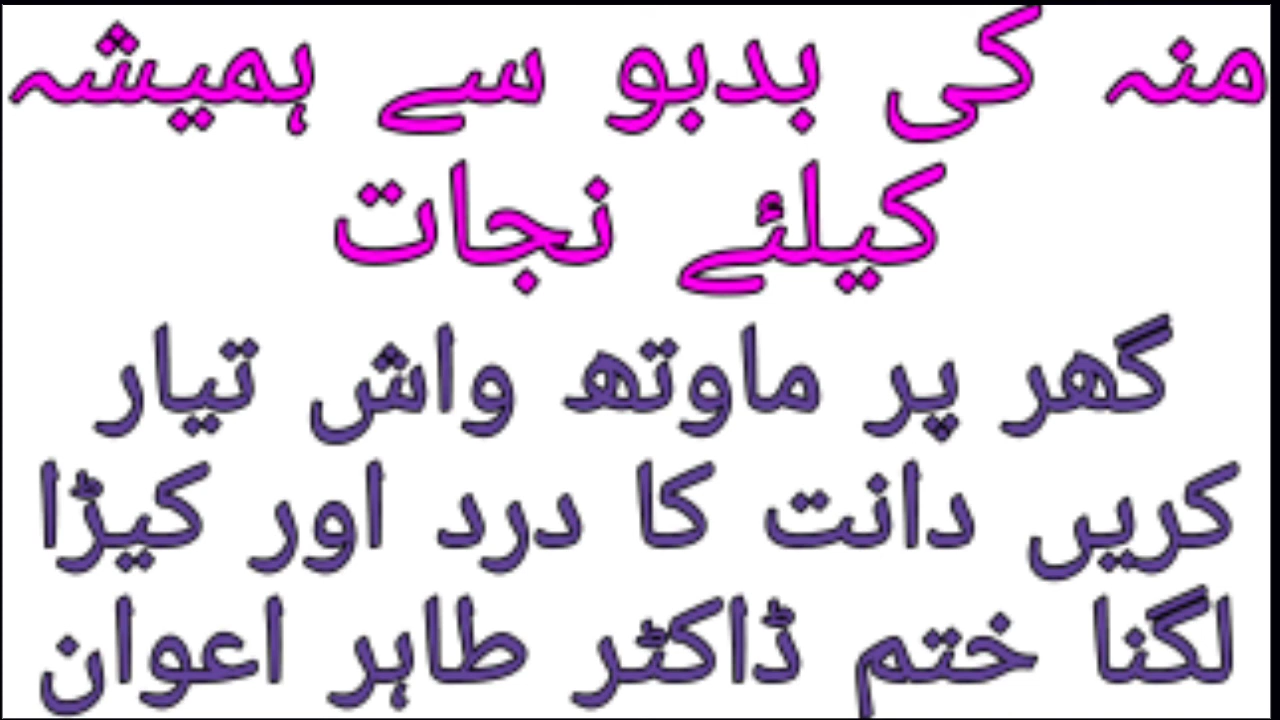 منہ کی بدبو سے ہمیشہ
کیلئے نجات
گھر پر ماوتھ واش تیار
کریں دانت کا درد اور کیڑا
لگنا ختم ڈاکٹر طاہر اعوان